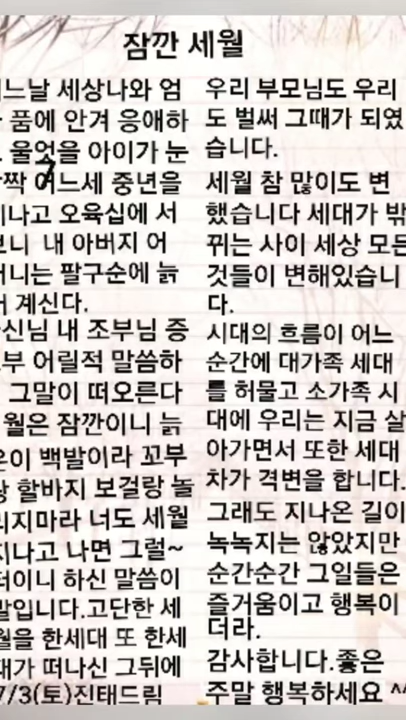 잠깐 세월
느날 세상나와 엄
품에 안겨 응애하
울었을 아이가 눈
깜짝 어느세 중년을
지나고 오육십에 서
보니 내 아버지 어
머니는 팔구순에 늙
어 계신다.
신님 내 조부님 증
조부 어릴적 말씀하
그말이 떠오른다
월은 잠깐이니 늙
은이 백발이라 꼬부
랑 할바지 보걸랑 놀
리지마라 너도 세월
지나고 나면 그럴~
터이니 하신 말씀이
말입니다.고단한 세
월을 한세대 또 한세
대가 떠나신 그뒤에
7/3(토)진태드림
우리 부모님도 우리
도 벌써 그때가 되였
습니다.
세월 참 많이도 변
했습니다 세대가 밖
뀌는 사이 세상 모든
것들이 변해있습니
다.
시대의 흐름이 어느
순간에 대가족 세대
를 허물고 소가족 시
대에 우리는 지금 살
아가면서 또한 세대
차가 격변을 합니다.
그래도 지나온 길이
녹녹지는 않았지만
순간순간 그일들은
즐거움이고 행복이
더라.
감사합니다.좋은
주말 행복하세요 ^^